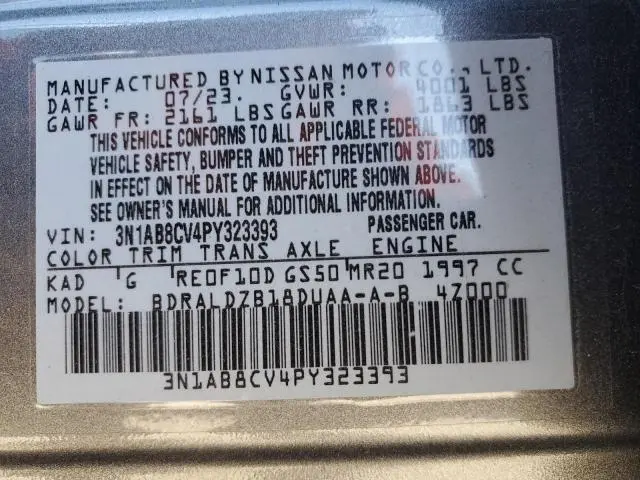 MANUFACTURED BY NISSAN MOTOR CO., LTD.
DATE: 07/23. GVWR: 4001 LBS
GAWR FR: 2161 LBS GAWR RR: 1863 LBS
THIS VEHICLE CONFORMS TO ALL APPLICABLE FEDERAL MOTOR
VEHICLE SAFETY, BUMPER AND THEFT PREVENTION STANDARDS
IN EFFECT ON THE DATE OF MANUFACTURE SHOWN ABOVE.
SEE OWNER'S MANUAL FOR ADDITIONAL INFORMATION.
VIN: 3N1AB8CV4PY323393 PASSENGER CAR.
COLOR TRIM TRANS AXLE ENGINE
KAD G RE0F10D GS50 MR20 1997 CC
MODEL: BDRALDZB18DUAA-A-B 4Z000
3N1AB8CV4PY323393